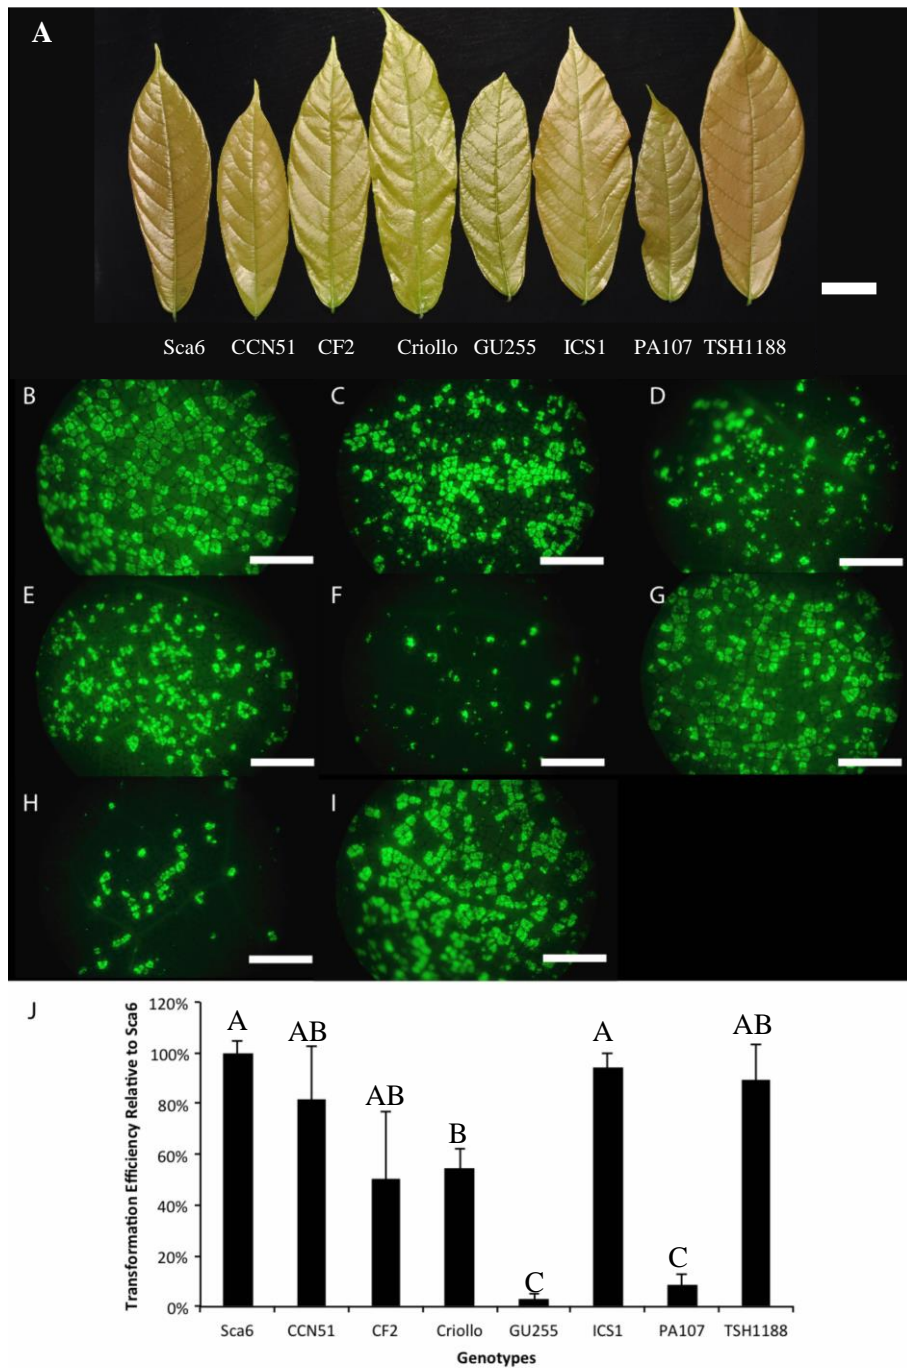 A
Sca6 CCN51 CF2 Criollo GU255 ICS1 PA107 TSH1188
B C D
E F G
H I
J
Transformation Efficiency Relative to Sca6
120%
100%
80%
60%
40%
20%
0%
A AB AB B C A C AB
Sca6 CCN51 CF2 Criollo GU255 ICS1 PA107 TSH1188
Genotypes